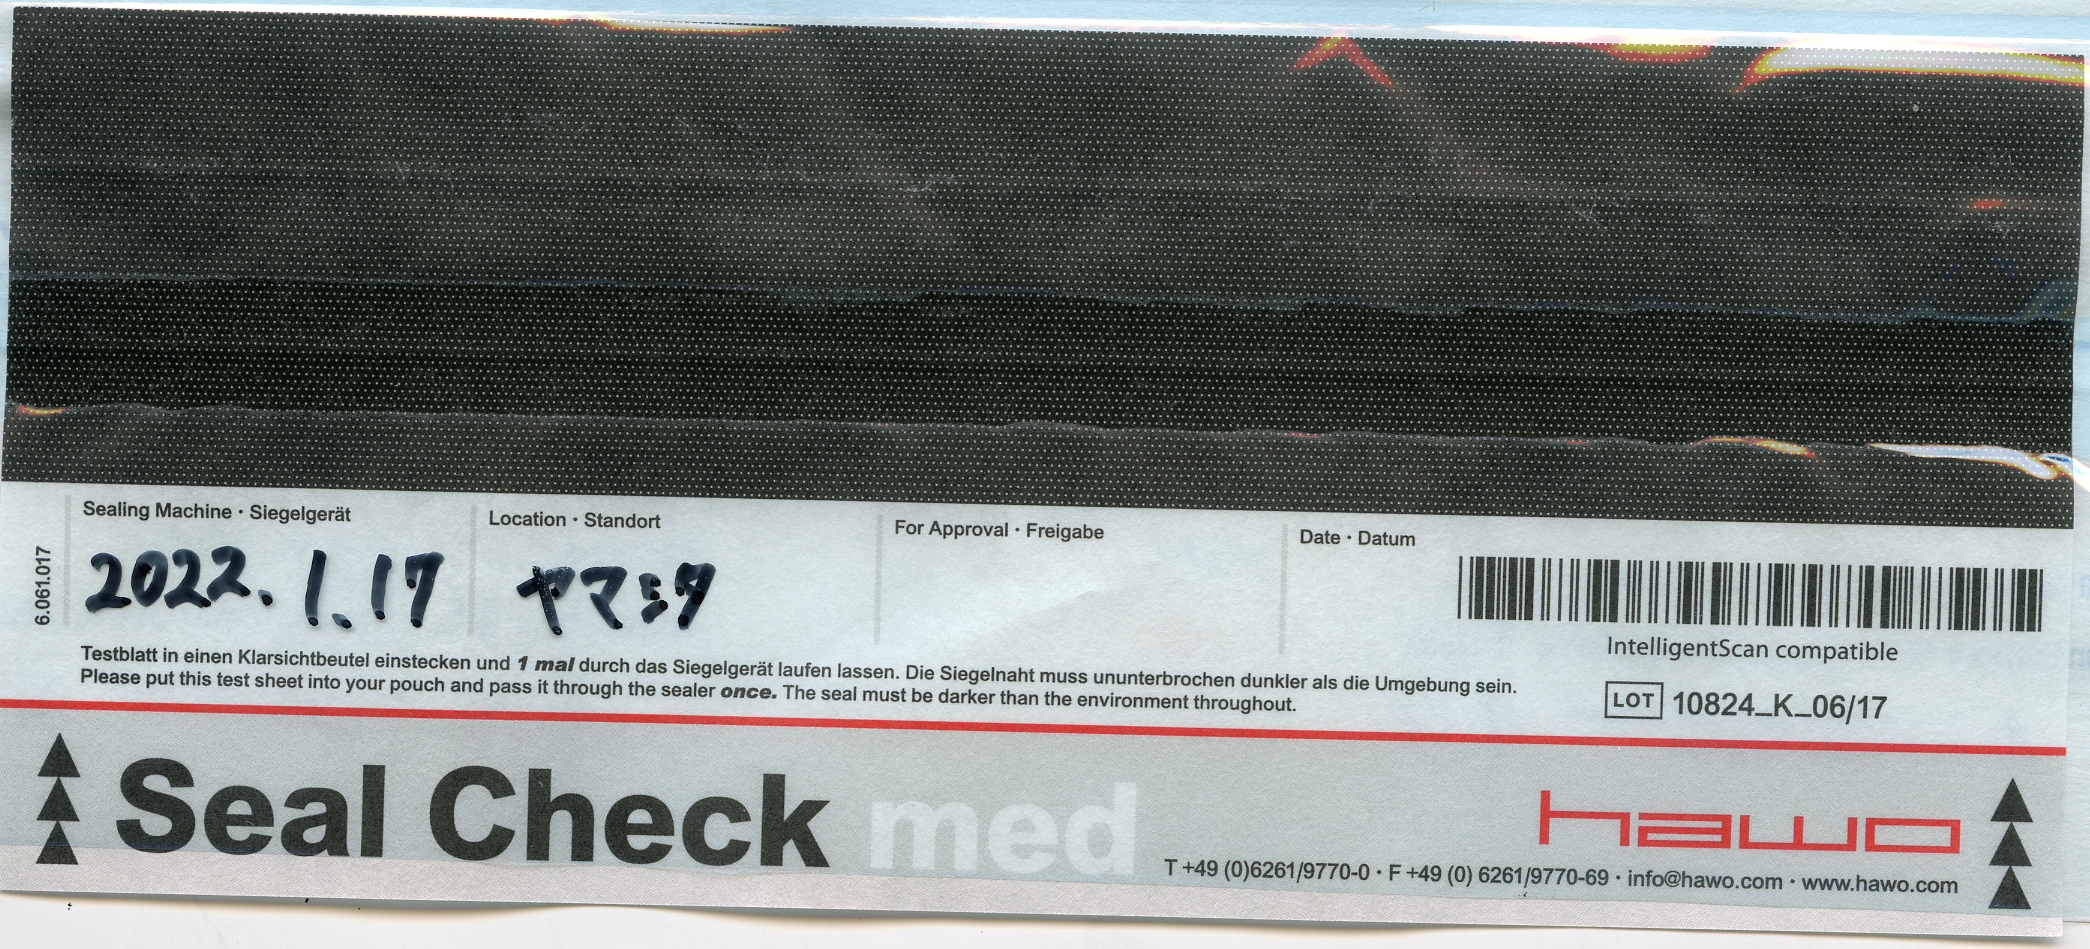 Sealing Machine · Siegelgerät
Location · Standort
For Approval · Freigabe
Date · Datum
6.061.017
2022.1.17
ヤマミタ
IntelligentScan compatible
Testblatt in einen Klarsichtbeutel einstecken und 1 mal durch das Siegelgerät laufen lassen. Die Siegelnaht muss ununterbrochen dunkler als die Umgebung sein.
Please put this test sheet into your pouch and pass it through the sealer once. The seal must be darker than the environment throughout.
LOT 10824_K_06/17
Seal Check med
hawo
T +49 (0)6261/9770-0 · F +49 (0) 6261/9770-69 · info@hawo.com · www.hawo.com